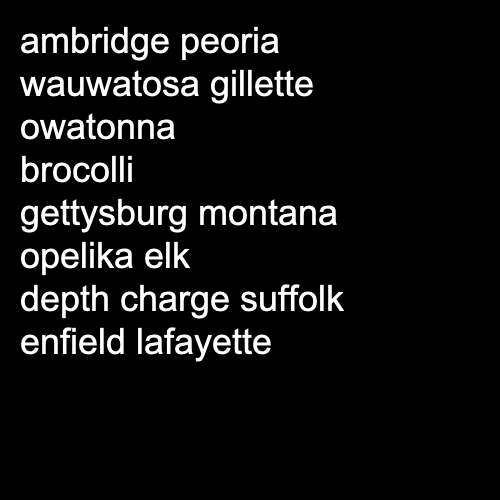 ambridge peoria
wauwatosa gillette
owatonna
brocolli
gettysburg montana
opelika elk
depth charge suffolk
enfield lafayette